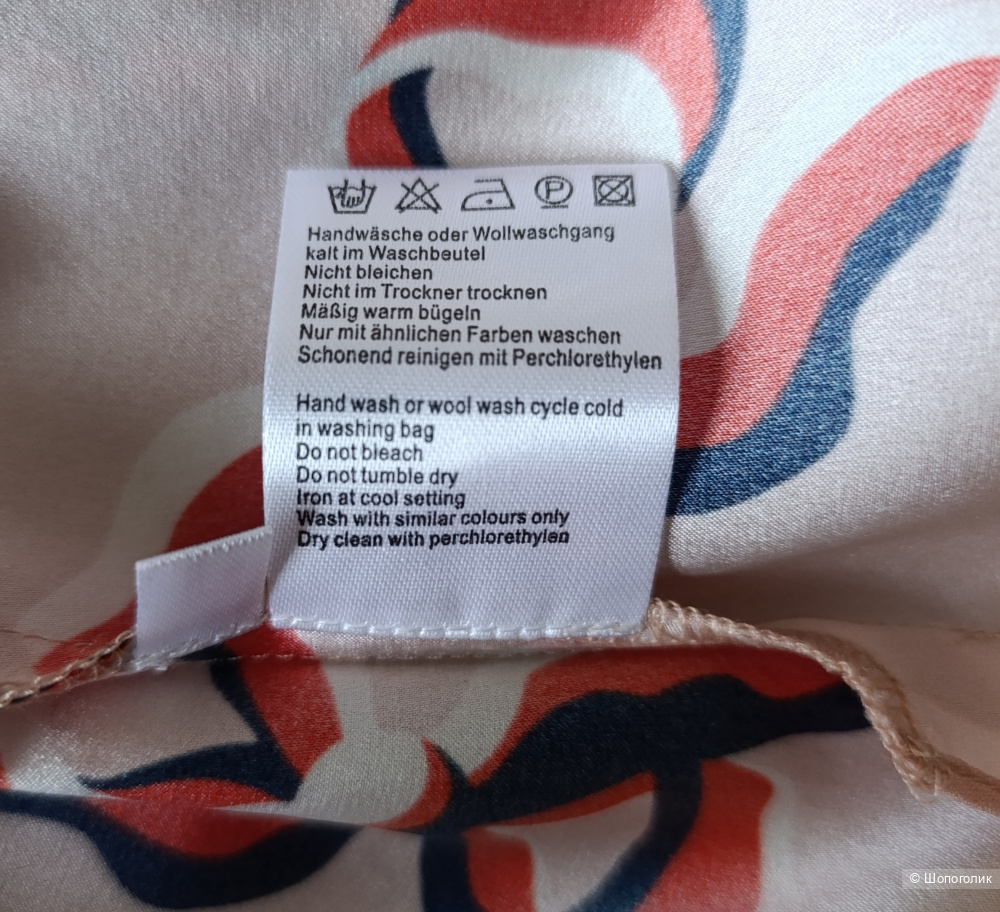 P
Handwäsche oder Wollwaschgang
kalt im Waschbeutel
Nicht bleichen
Nicht im Trockner trocknen
Mäßig warm bügeln
Nur mit ähnlichen Farben waschen
Schonend reinigen mit Perchlorethylen
Hand wash or wool wash cycle cold
in washing bag
Do not bleach
Do not tumble dry
Iron at cool setting
Wash with similar colours only
Dry clean with perchlorethylen
© Шопоголик